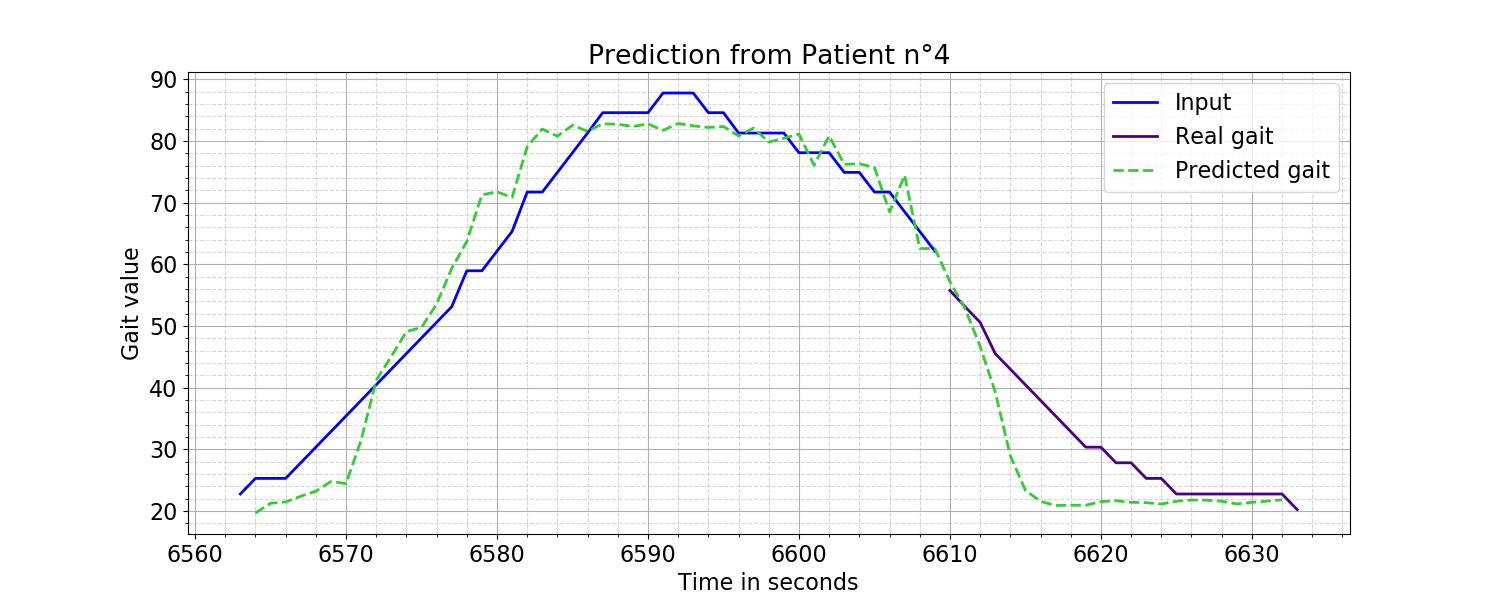 Prediction from Patient n°4
90
80
70
60
50
40
30
20
Gait value
Input
Real gait
Predicted gait
6560 6570 6580 6590 6600 6610 6620 6630
Time in seconds